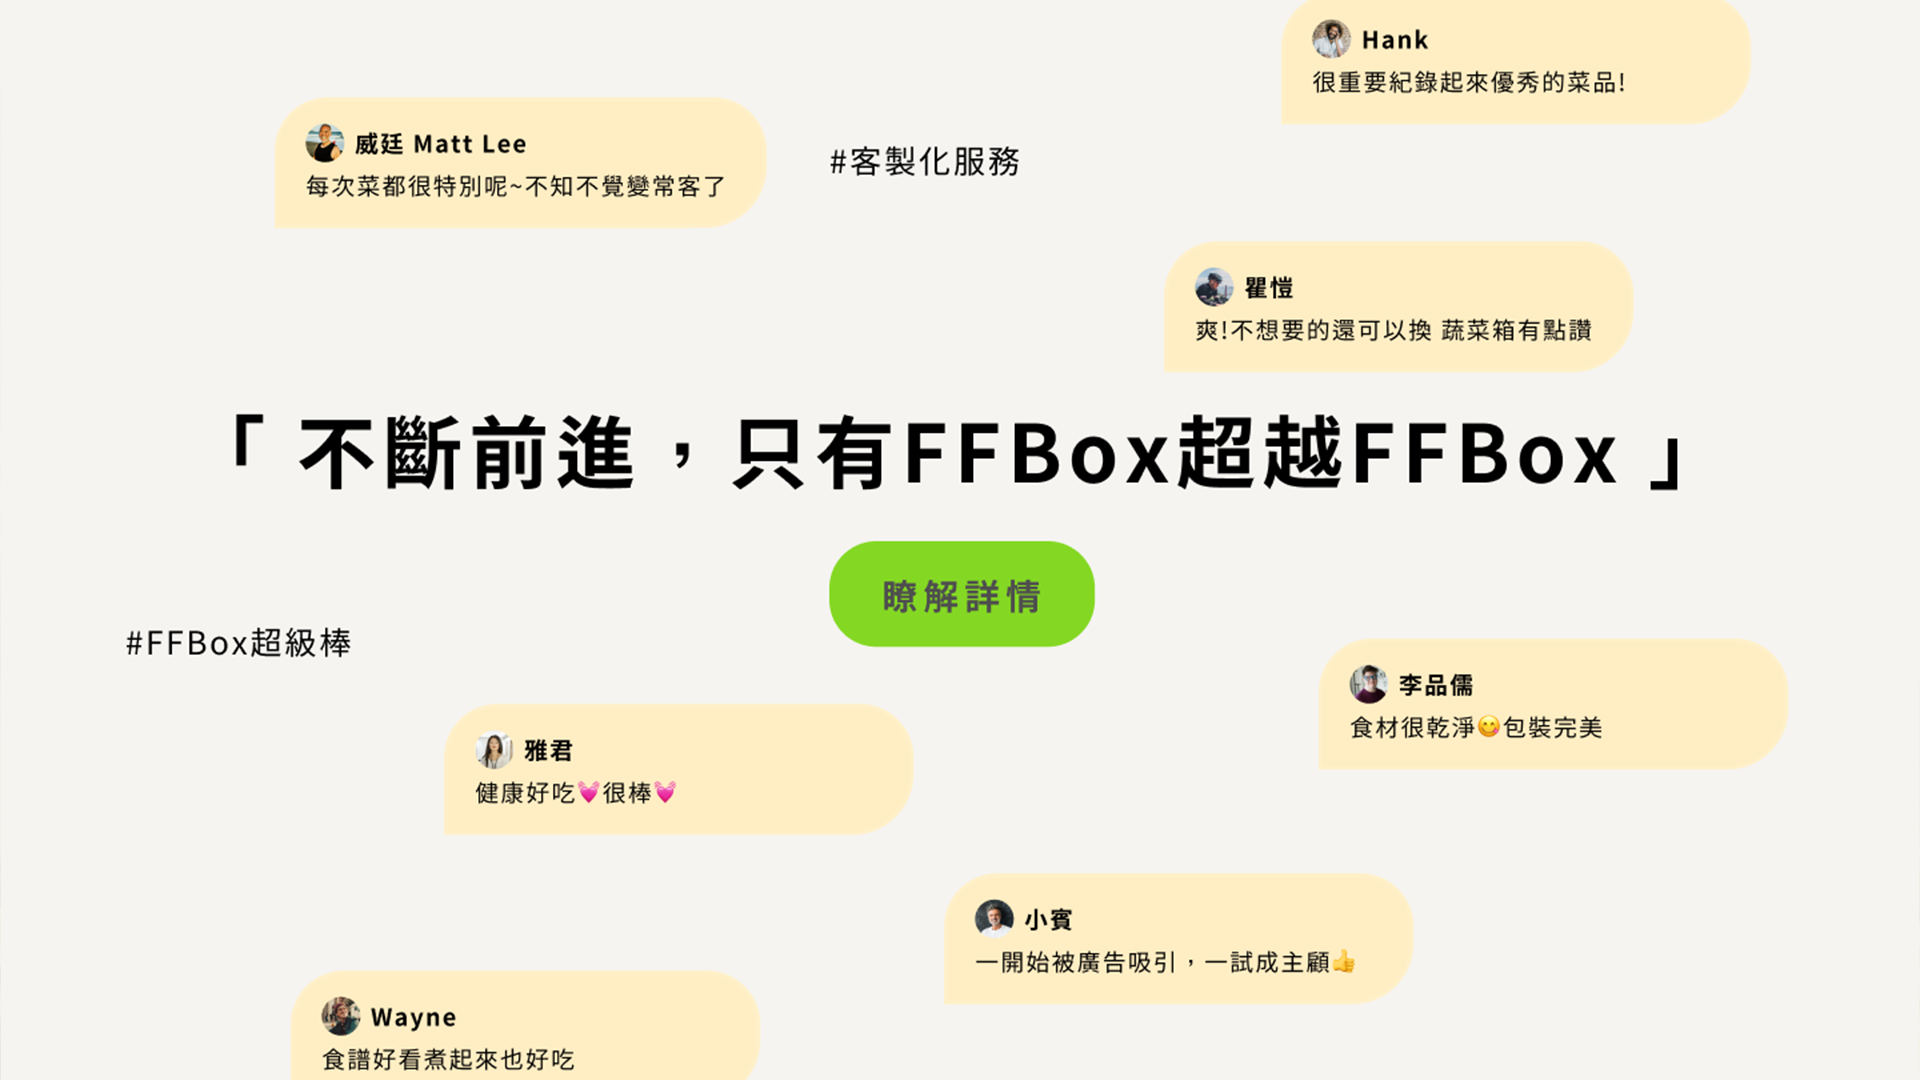 Hank
很重要紀錄起來優秀的菜品!
威廷 Matt Lee
每次菜都很特別呢~不知不覺變常客了
#客製化服務
瞿愷
爽!不想要的還可以換 蔬菜箱有點讚
「 不斷前進，只有FFBox超越FFBox 」
瞭解詳情
#FFBox超級棒
李品儒
食材很乾淨😋包裝完美
雅君
健康好吃💓很棒💓
小賓
一開始被廣告吸引，一試成主顧👍
Wayne
食譜好看煮起來也好吃